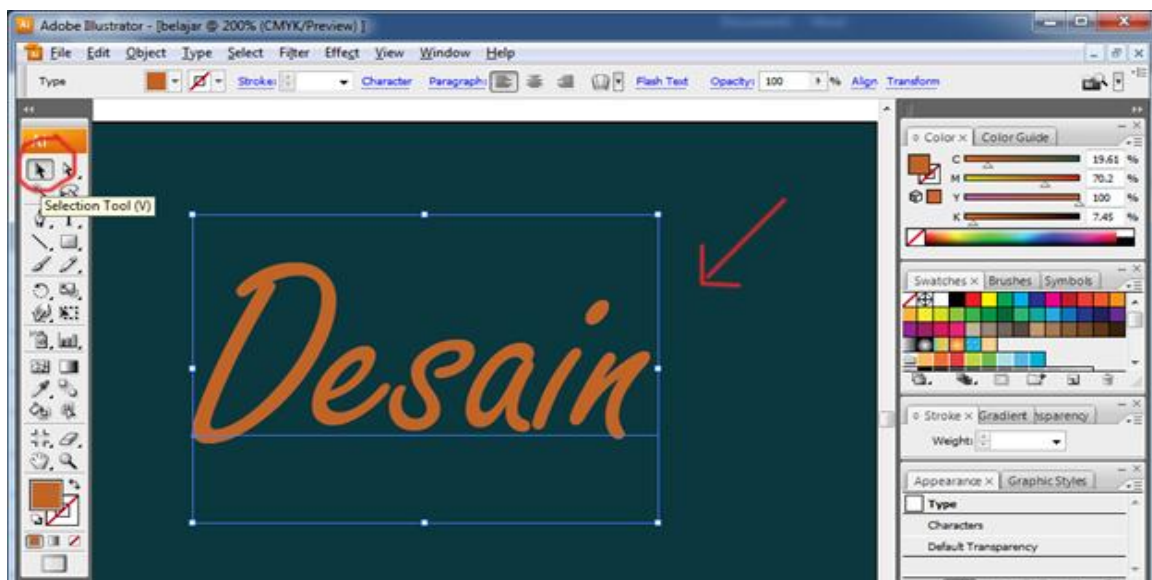 Adobe Illustrator - [belajar @ 200% (CMYK/Preview) ]
File Edit Object Type Select Filter Effect View Window Help
Type Stroke: Character Paragraph: Flash Text Opacity: 100 % Align Transform
Color × Color Guide
C 19.61 %
M 70.2 %
Y 100 %
K 7.45 %
Selection Tool (V)
Desain
Swatches × Brushes Symbols
Stroke × Gradient nsparency
Weight:
Appearance × Graphic Styles
Type
Characters
Default Transparency